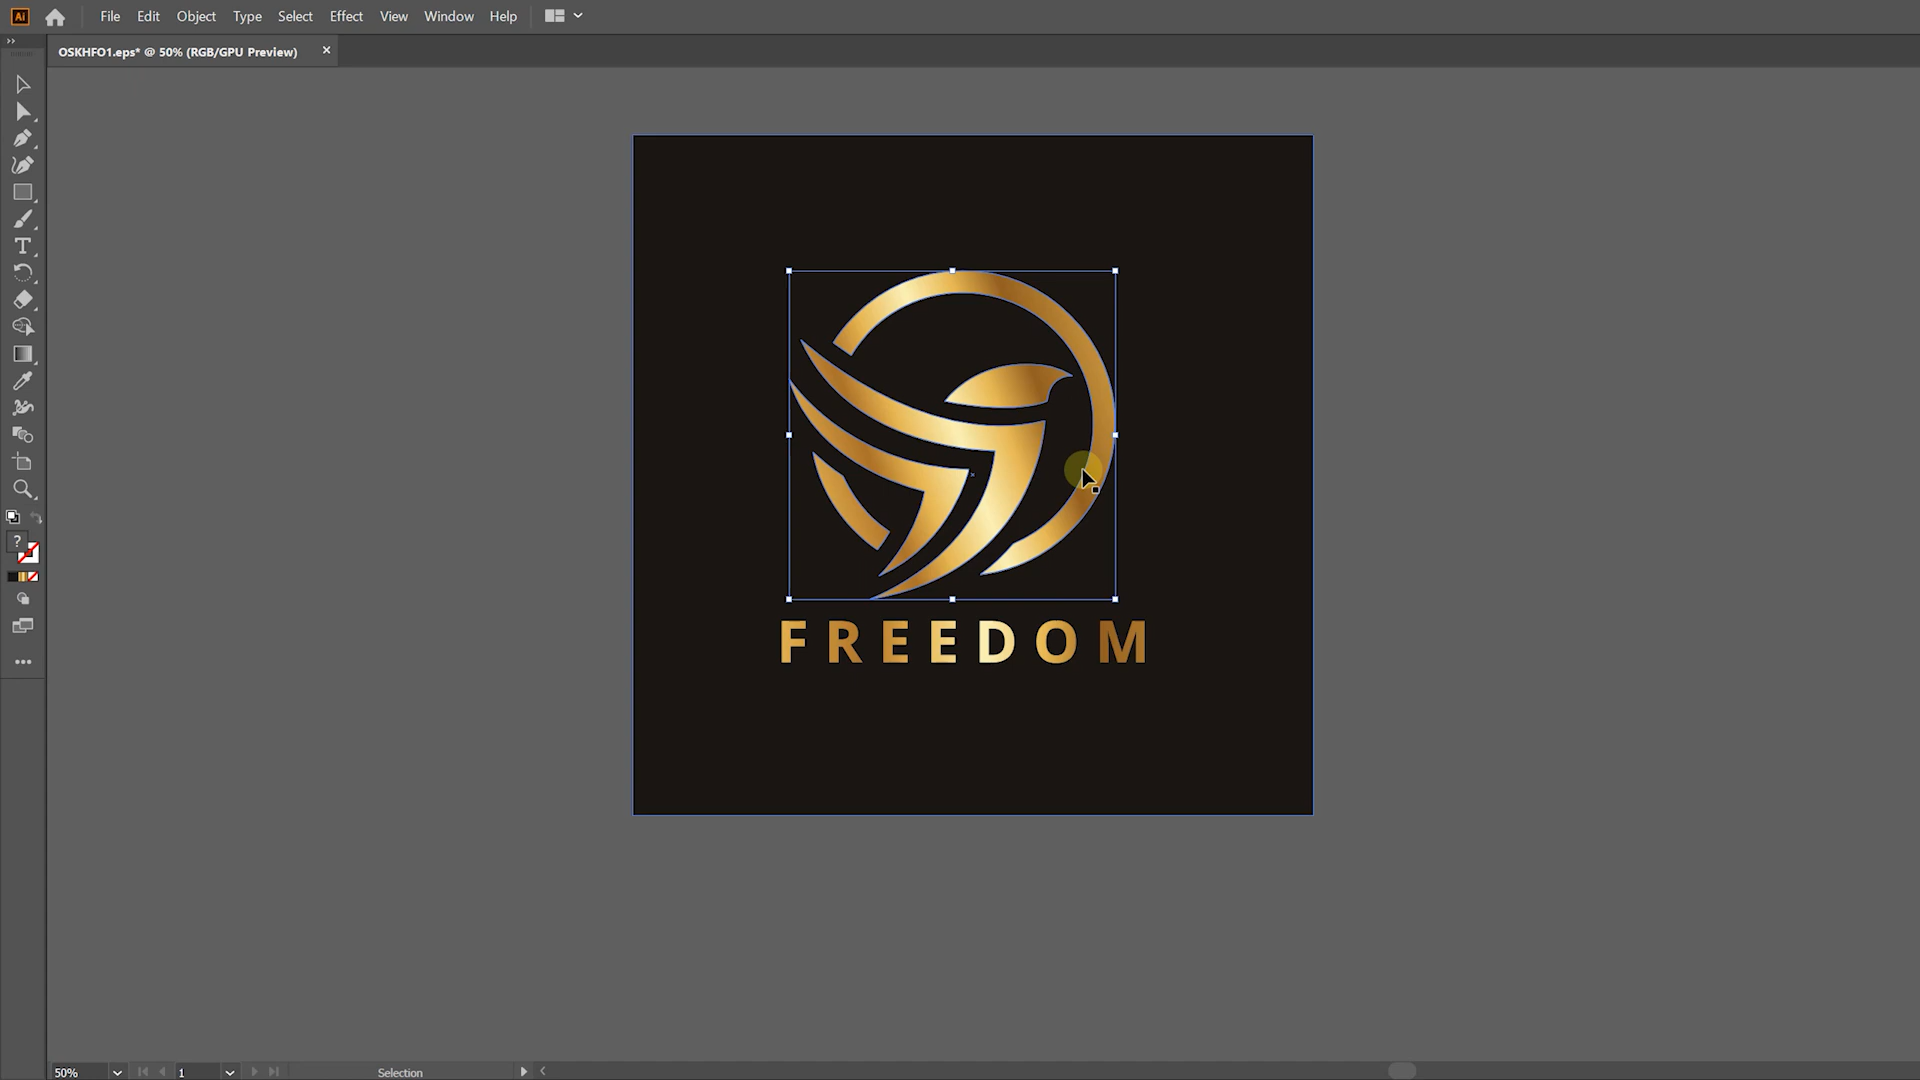 Ai File Edit Object Type Select Effect View Window Help
OSKHFO1.eps* @ 50% (RGB/GPU Preview) ×
T
?
FREEDOM
50% 1 Selection